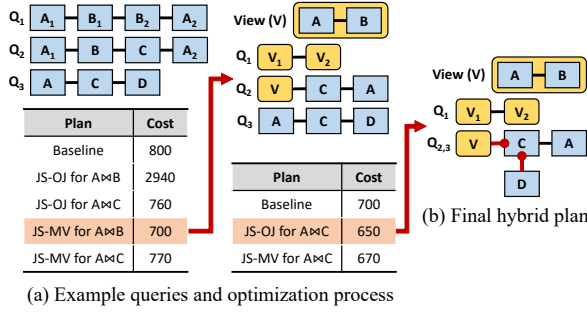 Q1 A1 B1 B2 A2
Q2 A1 B C A2
Q3 A C D
Plan Cost
Baseline 800
JS-OJ for A⋈B 2940
JS-OJ for A⋈C 760
JS-MV for A⋈B 700
JS-MV for A⋈C 770
View (V) A B
Q1 V1 V2
Q2 V C A
Q3 A C D
Plan Cost
Baseline 700
JS-OJ for A⋈C 650
JS-MV for A⋈C 670
(a) Example queries and optimization process
View (V) A B
Q1 V1 V2
Q2,3 V C A
D
(b) Final hybrid plan